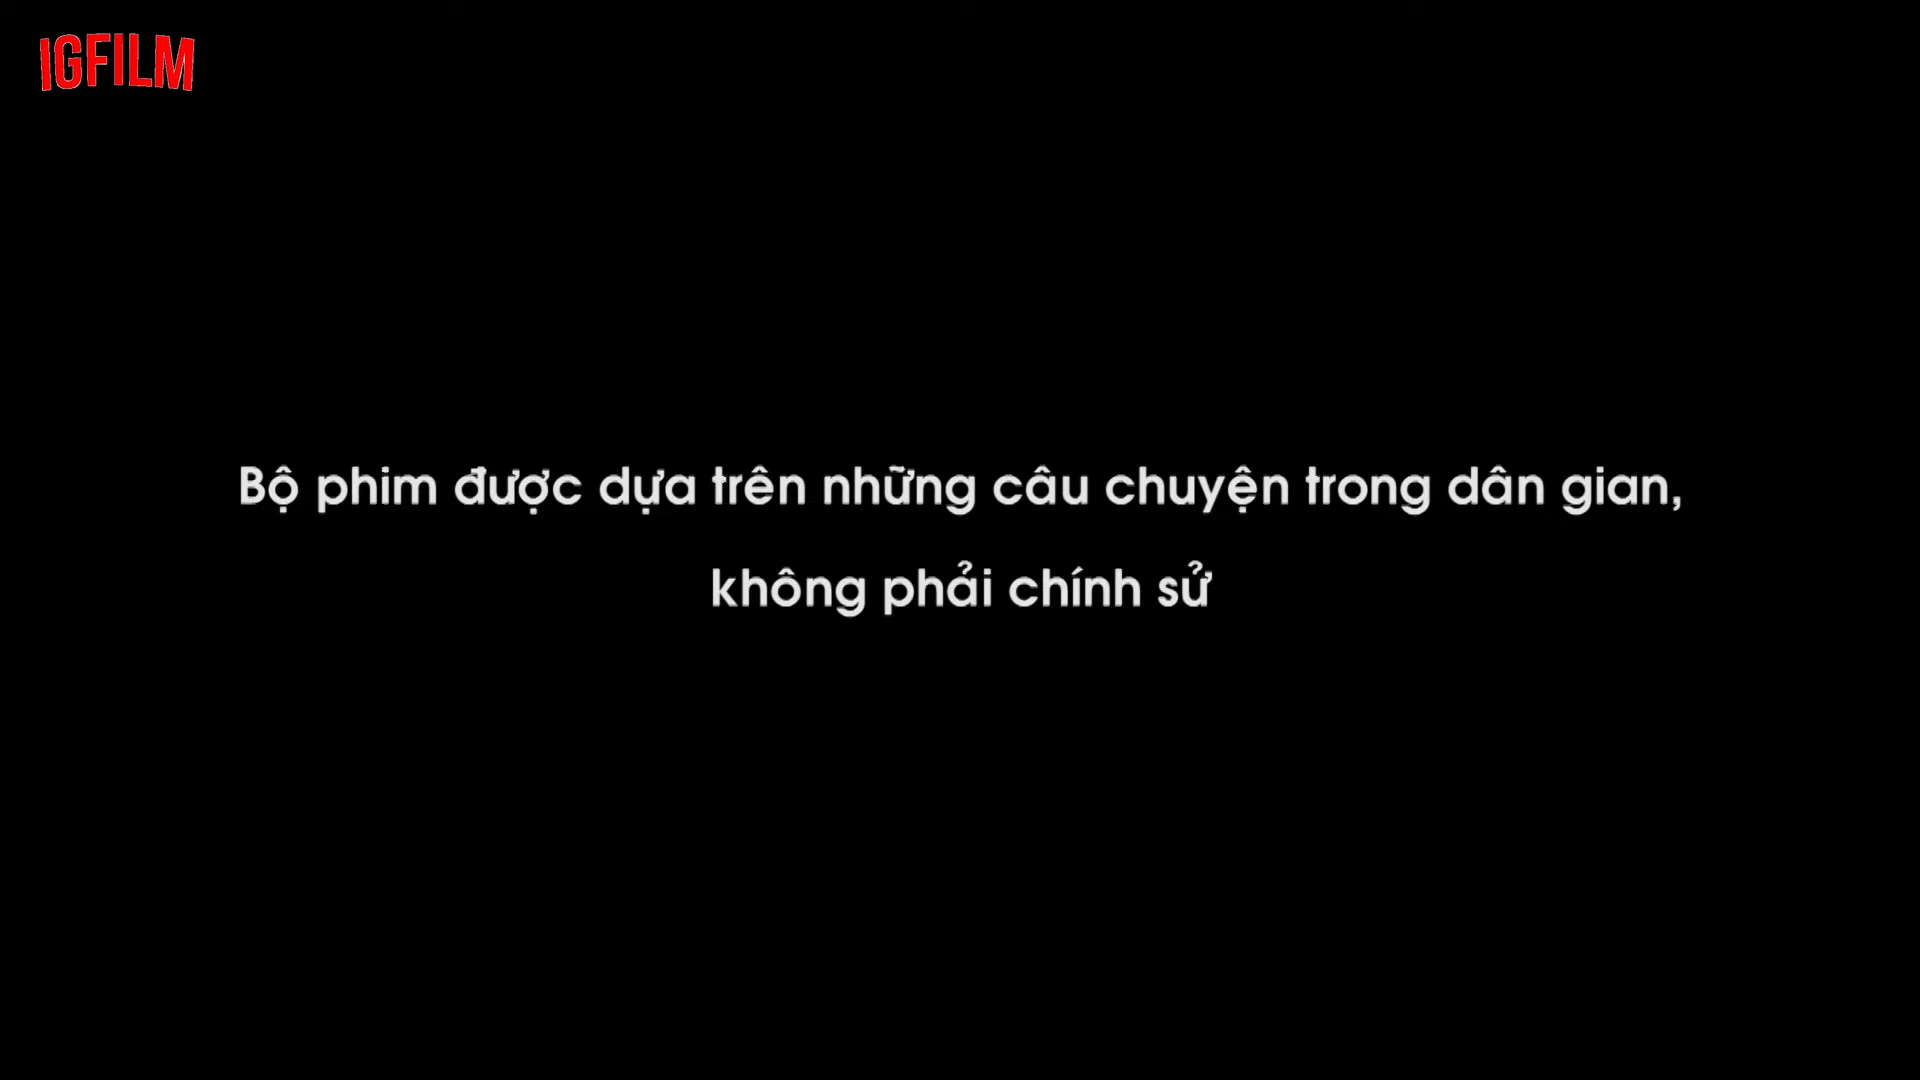 IGFILM
Bộ phim được dựa trên những câu chuyện trong dân gian,
không phải chính sử